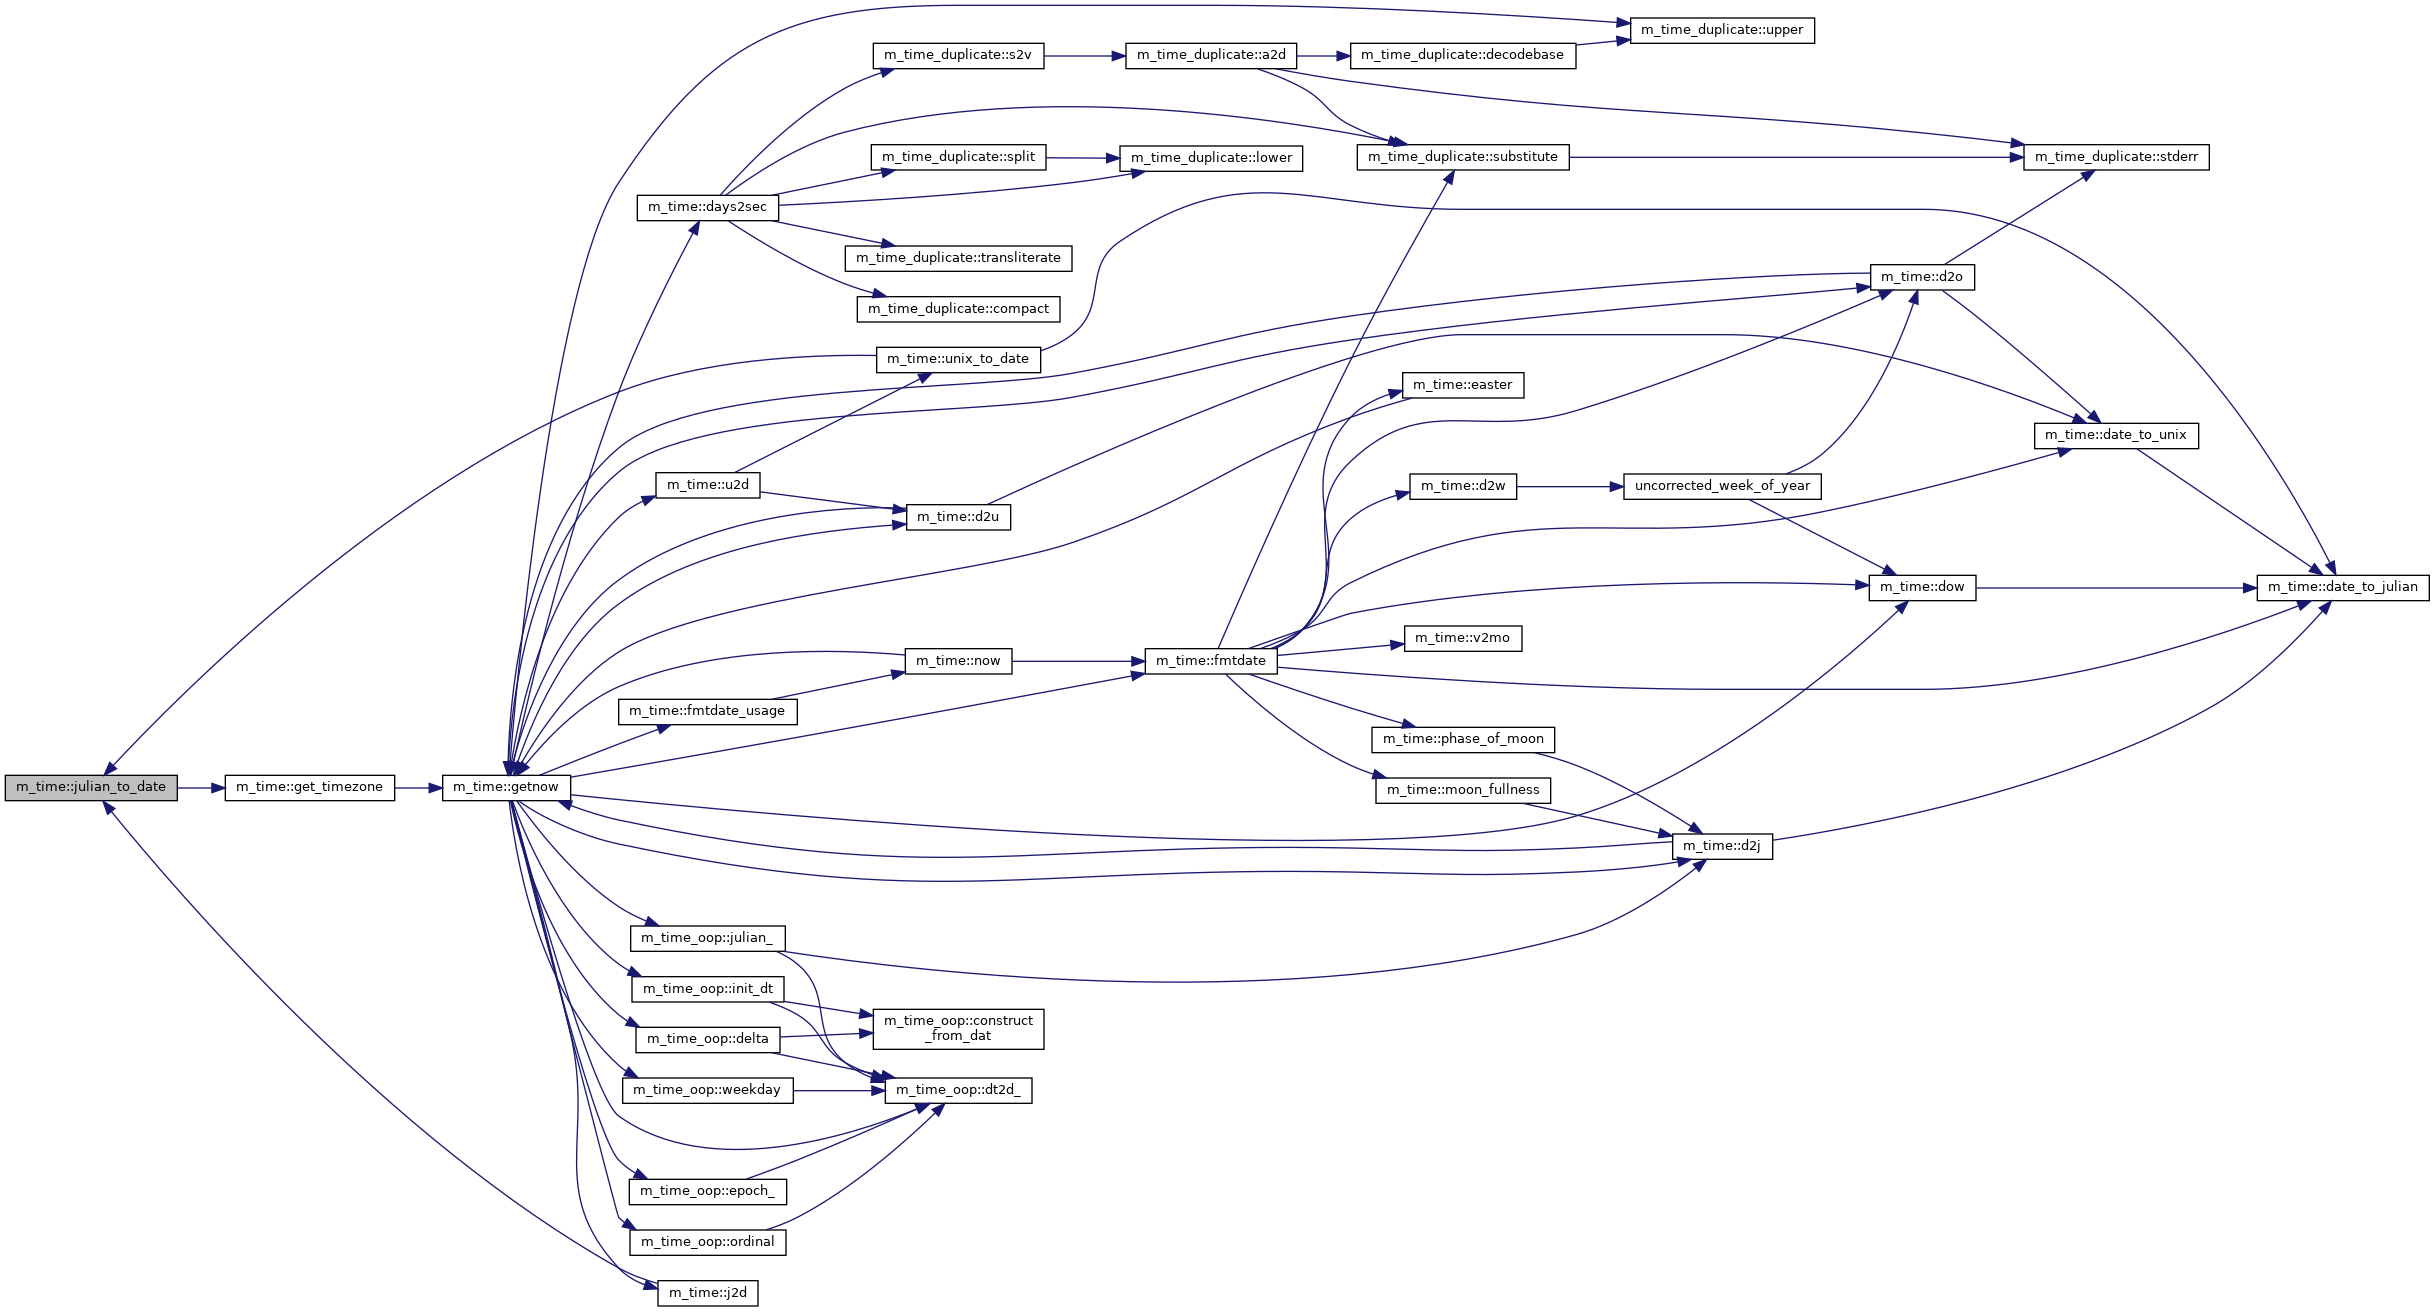 m_time_duplicate::upper
m_time_duplicate::s2v
m_time_duplicate::a2d
m_time_duplicate::decodebase
m_time_duplicate::split
m_time_duplicate::lower
m_time_duplicate::substitute
m_time_duplicate::stderr
m_time::days2sec
m_time_duplicate::transliterate
m_time::d2o
m_time_duplicate::compact
m_time::unix_to_date
m_time::easter
m_time::date_to_unix
m_time::u2d
m_time::d2w
uncorrected_week_of_year
m_time::d2u
m_time::dow
m_time::date_to_julian
m_time::v2mo
m_time::now
m_time::fmtdate
m_time::fmtdate_usage
m_time::phase_of_moon
m_time::julian_to_date
m_time::get_timezone
m_time::getnow
m_time::moon_fullness
m_time::d2j
m_time_oop::julian_
m_time_oop::init_dt
m_time_oop::construct
_from_dat
m_time_oop::delta
m_time_oop::weekday
m_time_oop::dt2d_
m_time_oop::epoch_
m_time_oop::ordinal
m_time::j2d